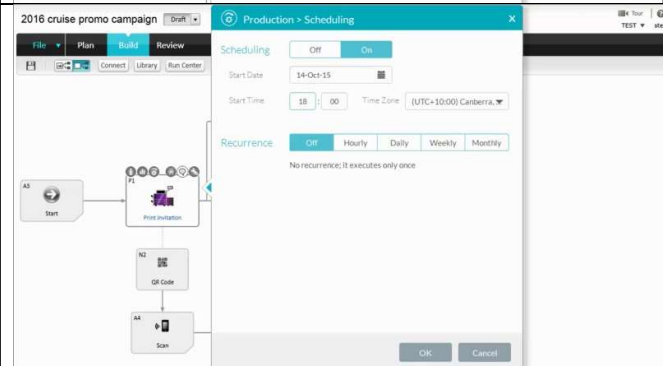 2016 cruise promo campaign Draft
Production > Scheduling x
Tour
TEST
File Plan Build Review
Connect Library Run Center
Scheduling Off On
Start Date 14-Oct-15
Start Time 18 : 00 Time Zone (UTC+10:00) Canberra,
Recurrence Off Hourly Daily Weekly Monthly
No recurrence; it executes only once
A3
Start
P1
Print Invitation
N2
QR Code
A4
Scan
OK Cancel